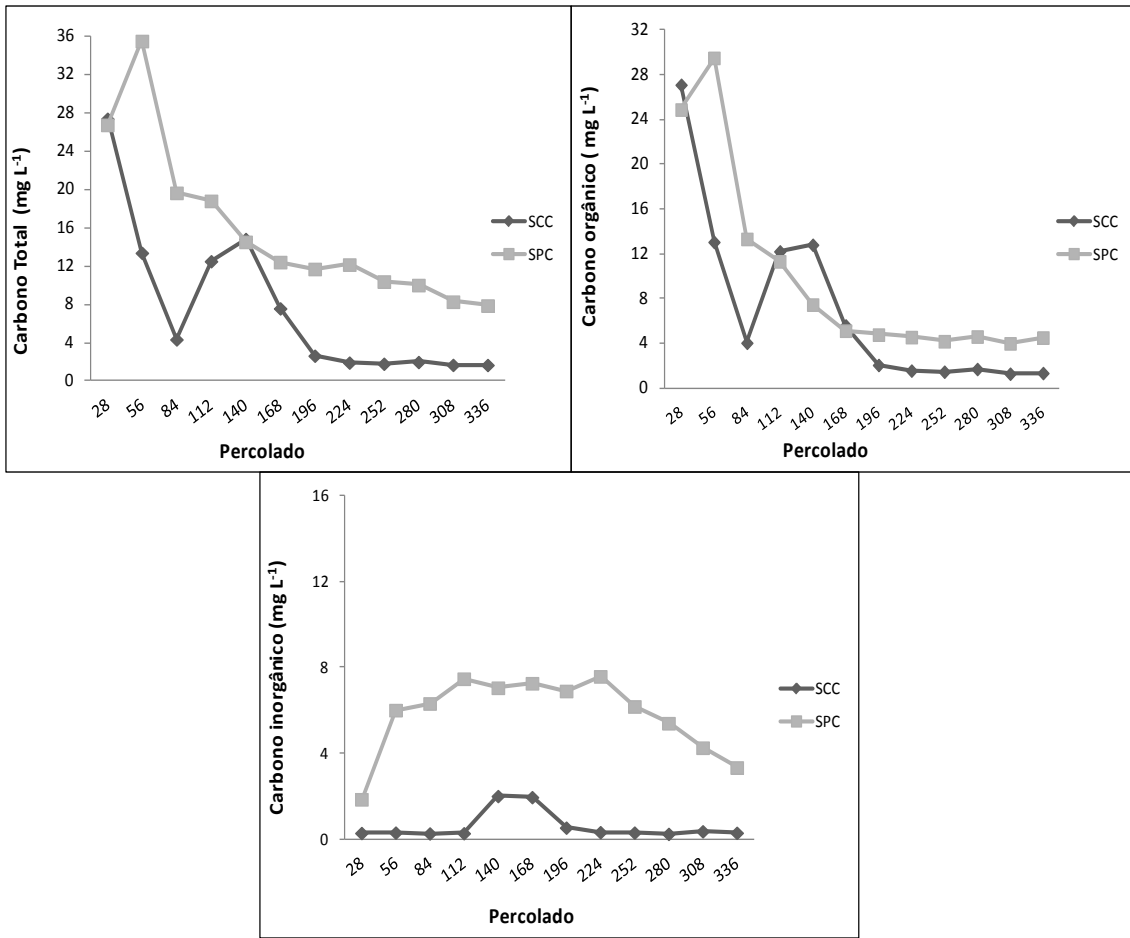 Carbono Total (mg L⁻¹)
36
32
28
24
20
16
12
8
4
0
28 56 84 112 140 168 196 224 252 280 308 336
Percolado
SCC
SPC
Carbono orgânico ( mg L⁻¹)
32
28
24
20
16
12
8
4
0
28 56 84 112 140 168 196 224 252 280 308 336
Percolado
SCC
SPC
Carbono inorgânico (mg L⁻¹)
16
12
8
4
0
28 56 84 112 140 168 196 224 252 280 308 336
Percolado
SCC
SPC